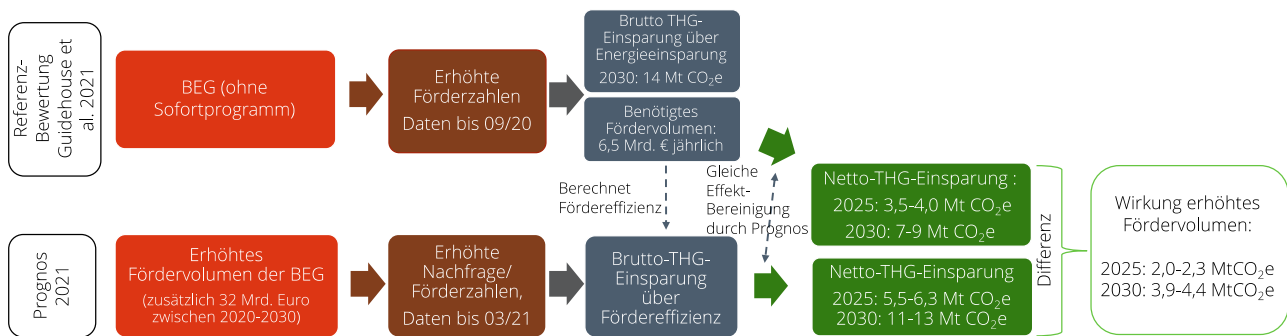 Referenz-
Bewertung
Guidehouse et
al. 2021
BEG (ohne
Sofortprogramm)
Erhöhte
Förderzahlen
Daten bis 09/20
Brutto THG-
Einsparung über
Energieeinsparung
2030: 14 Mt CO₂e
Benötigtes
Fördervolumen:
6,5 Mrd. € jährlich
Berechnet
Fördereffizienz
Gleiche
Effekt-
Bereinigung
durch Prognos
Netto-THG-Einsparung :
2025: 3,5-4,0 Mt CO₂e
2030: 7-9 Mt CO₂e
Prognos
2021
Erhöhtes
Fördervolumen der BEG
(zusätzlich 32 Mrd. Euro
zwischen 2020-2030)
Erhöhte
Nachfrage/
Förderzahlen,
Daten bis 03/21
Brutto-THG-
Einsparung
über
Fördereffizienz
Netto-THG-Einsparung
2025: 5,5-6,3 Mt CO₂e
2030: 11-13 Mt CO₂e
Differenz
Wirkung erhöhtes
Fördervolumen:
2025: 2,0-2,3 MtCO₂e
2030: 3,9-4,4 MtCO₂e